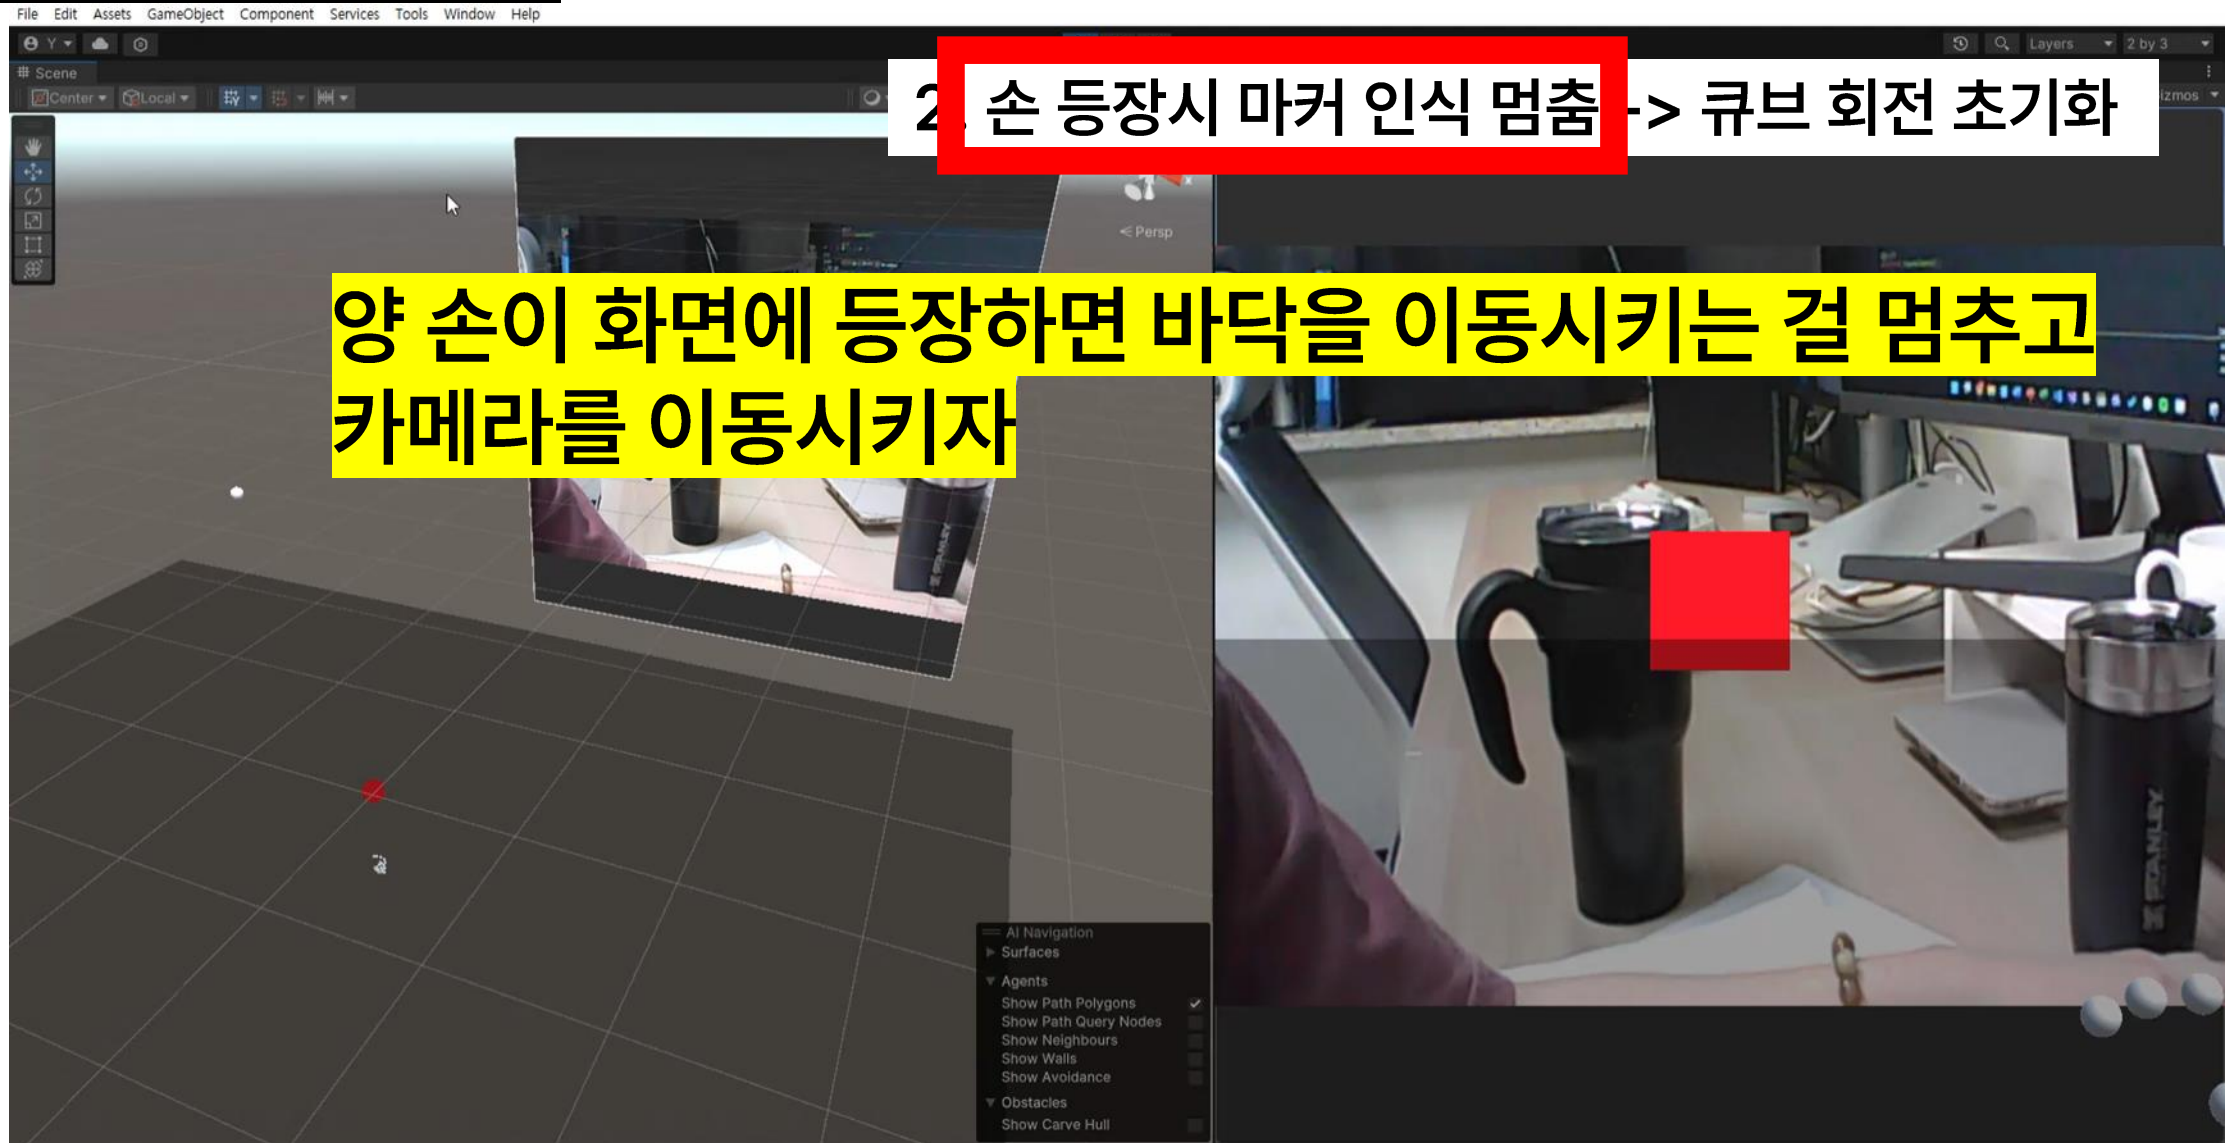 File Edit Assets GameObject Component Services Tools Window Help
Y
Layers
2 by 3
Scene
Center
Local
2. 손 등장시 마커 인식 멈춤 -> 큐브 회전 초기화
izmos
Persp
양 손이 화면에 등장하면 바닥을 이동시키는 걸 멈추고
카메라를 이동시키자
STANLEY
STANLEY
AI Navigation
Surfaces
Agents
Show Path Polygons
Show Path Query Nodes
Show Neighbours
Show Walls
Show Avoidance
Obstacles
Show Carve Hull